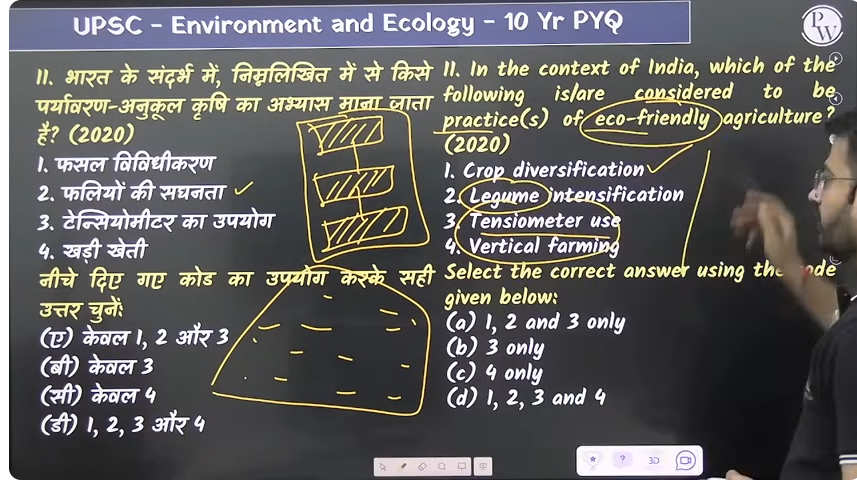 UPSC - Environment and Ecology - 10 Yr PYQ
PW
11. भारत के संदर्भ में, निम्नलिखित में से किसे
पर्यावरण-अनुकूल कृषि का अभ्यास माना जाता
है? (2020)
1. फसल विविधीकरण
2. फलियों की सघनता
3. टेन्सियोमीटर का उपयोग
4. खड़ी खेती
नीचे दिए गए कोड का उपयोग करके सही
उत्तर चुनें:
(ए) केवल 1, 2 और 3
(बी) केवल 3
(सी) केवल 4
(डी) 1, 2, 3 और 4
11. In the context of India, which of the
following is/are considered to be
practice(s) of eco-friendly agriculture?
(2020)
1. Crop diversification
2. Legume intensification
3. Tensiometer use
4. Vertical farming
Select the correct answer using the code
given below:
(a) 1, 2 and 3 only
(b) 3 only
(c) 4 only
(d) 1, 2, 3 and 4
? 3D